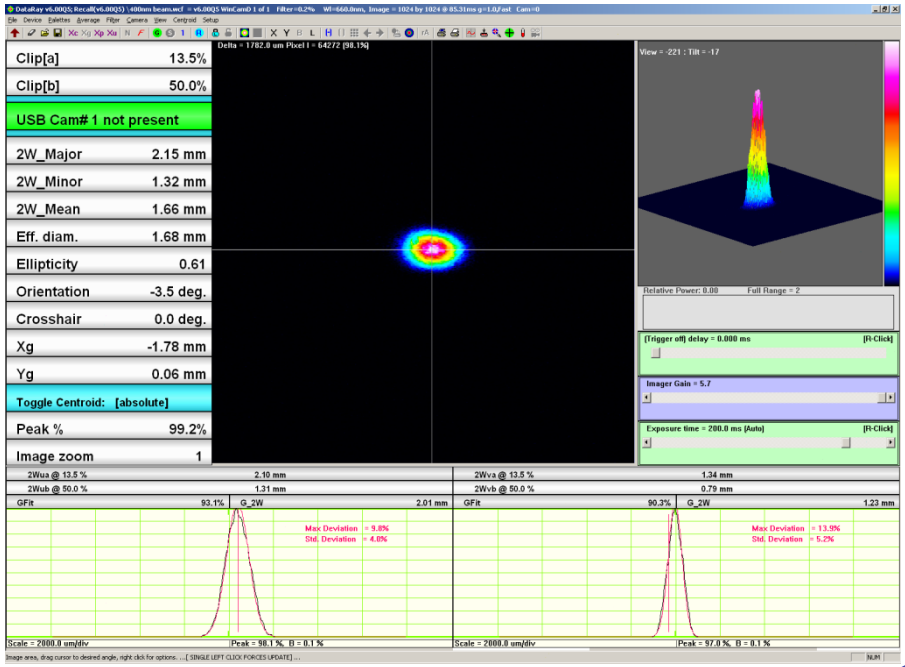 DataRay v6.00Q5; Recall(v6.00Q5) \400nm beam.wcf = v6.00Q5 WinCamD 1 of 1 Filter=0.2% Wl=660.0nm, Image = 1024 by 1024 @ 85.31ms g=1.0,Fast Cam=0
File Device Palettes Average Filter Camera View Centroid Setup
Xc Xg Xp Xu N F G 1 A X Y B L H
Clip[a] 13.5%
Clip[b] 50.0%
USB Cam# 1 not present
2W_Major 2.15 mm
2W_Minor 1.32 mm
2W_Mean 1.66 mm
Eff. diam. 1.68 mm
Ellipticity 0.61
Orientation -3.5 deg.
Crosshair 0.0 deg.
Xg -1.78 mm
Yg 0.06 mm
Toggle Centroid: [absolute]
Peak % 99.2%
Image zoom 1
Delta = 1782.0 um Pixel I = 64272 (98.1%)
View = -221 : Tilt = -17
Relative Power: 0.00 Full Range = 2
(Trigger off) delay = 0.000 ms [R-Click]
Imager Gain = 5.7
Exposure time = 200.0 ms (Auto) [R-Click]
2Wua @ 13.5 % 2.10 mm
2Wub @ 50.0 % 1.31 mm
GFit 93.1% G_2W 2.01 mm
Max Deviation = 9.8%
Std. Deviation = 4.0%
Scale = 2000.0 um/div Peak = 98.1 %, B = 0.1 %
2Wva @ 13.5 % 1.34 mm
2Wvb @ 50.0 % 0.79 mm
GFit 90.3% G_2W 1.23 mm
Max Deviation = 13.9%
Std. Deviation = 5.2%
Scale = 2000.0 um/div Peak = 97.0 %, B = 0.1 %
Image area, drag cursor to desired angle, right click for options. ...[ SINGLE LEFT CLICK FORCES UPDATE] ... NUM